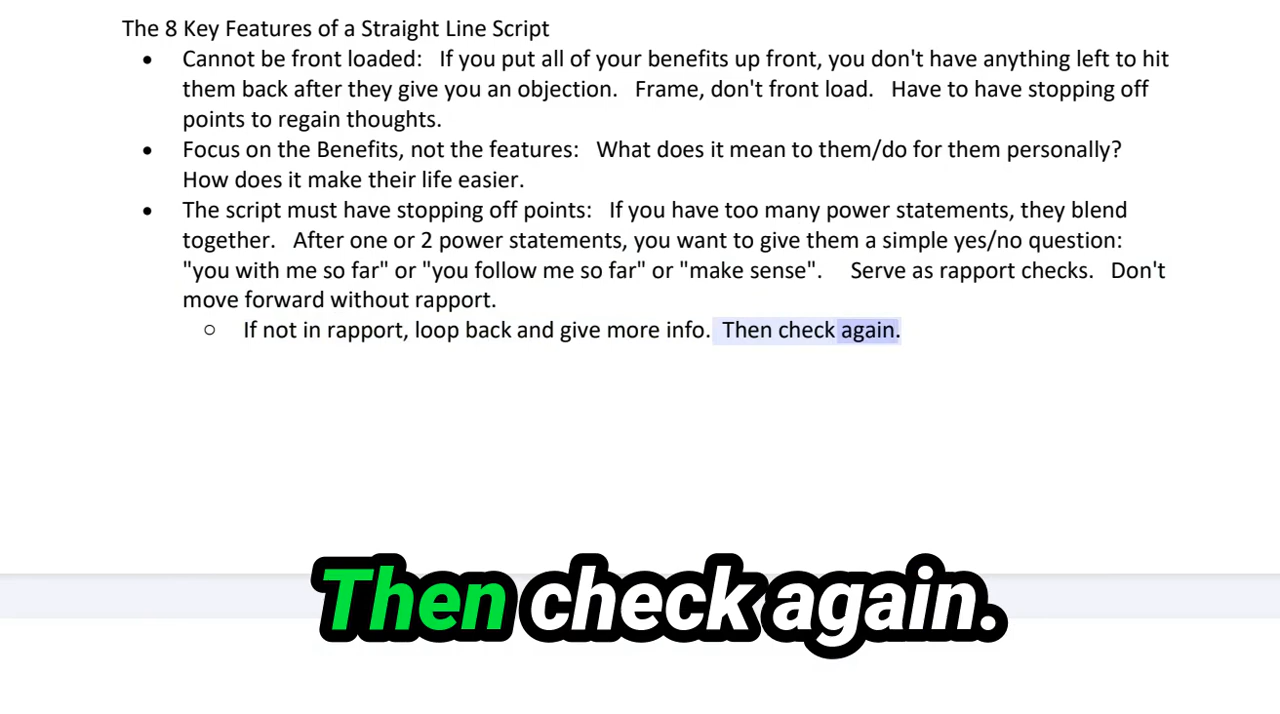 The 8 Key Features of a Straight Line Script
• Cannot be front loaded: If you put all of your benefits up front, you don't have anything left to hit
them back after they give you an objection. Frame, don't front load. Have to have stopping off
points to regain thoughts.
• Focus on the Benefits, not the features: What does it mean to them/do for them personally?
How does it make their life easier.
• The script must have stopping off points: If you have too many power statements, they blend
together. After one or 2 power statements, you want to give them a simple yes/no question:
"you with me so far" or "you follow me so far" or "make sense". Serve as rapport checks. Don't
move forward without rapport.
○ If not in rapport, loop back and give more info. Then check again.
Then check again.